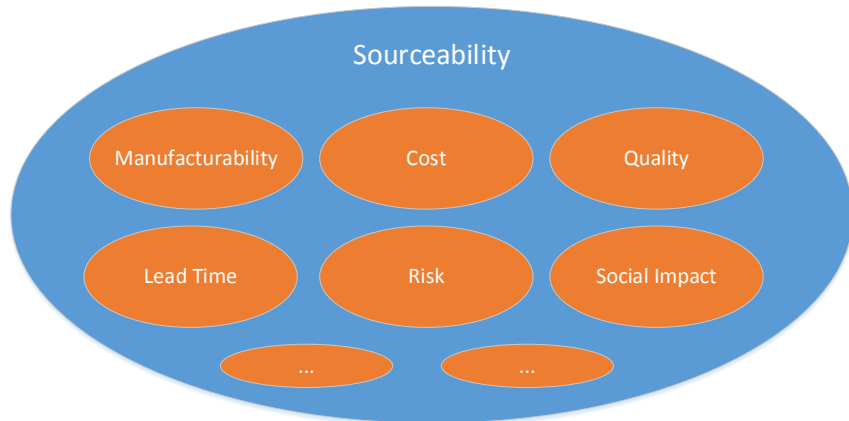 Sourceability
Manufacturability
Cost
Quality
Lead Time
Risk
Social Impact
...
...